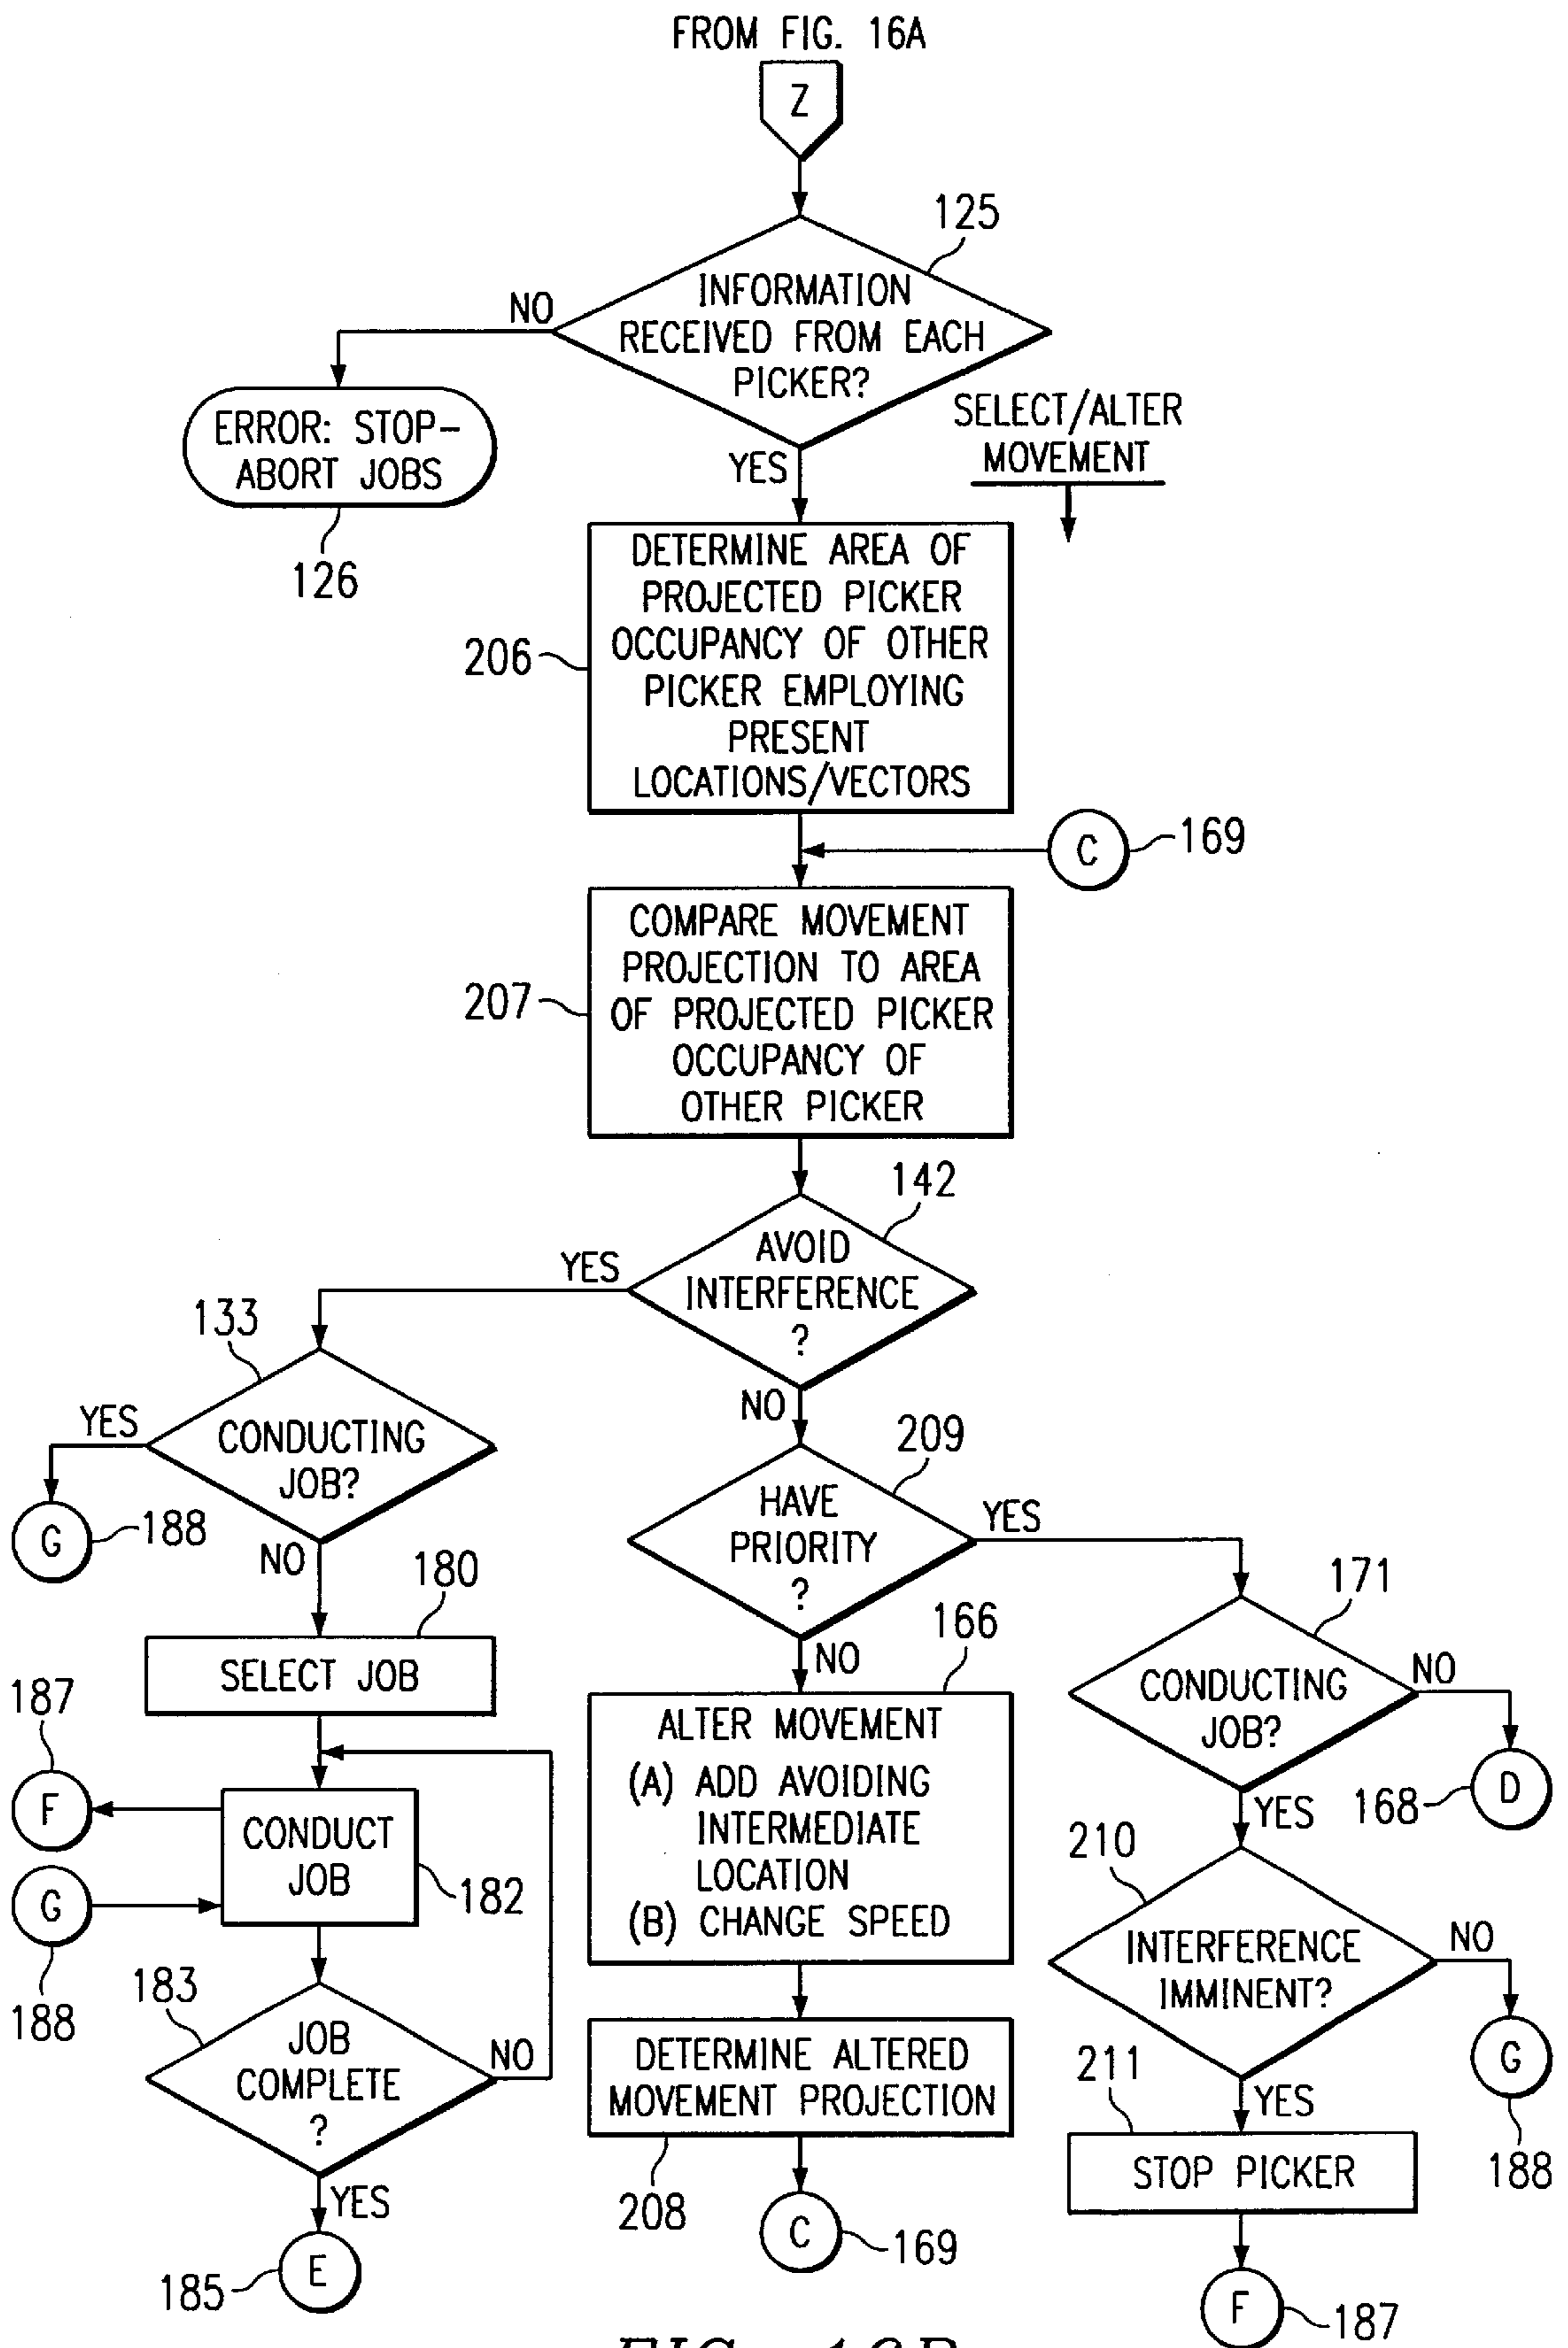 FROM FIG. 16A
Z
125
INFORMATION
RECEIVED FROM EACH
PICKER?
NO
YES
ERROR: STOP-
ABORT JOBS
126
SELECT/ALTER
MOVEMENT
DETERMINE AREA OF
PROJECTED PICKER
OCCUPANCY OF OTHER
PICKER EMPLOYING
PRESENT
LOCATIONS/VECTORS
206
C
169
COMPARE MOVEMENT
PROJECTION TO AREA
OF PROJECTED PICKER
OCCUPANCY OF
OTHER PICKER
207
142
AVOID
INTERFERENCE
?
YES
NO
133
CONDUCTING
JOB?
YES
G
188
NO
180
SELECT JOB
187
F
CONDUCT
JOB
182
G
188
183
JOB
COMPLETE
?
NO
YES
185
E
209
HAVE
PRIORITY
?
YES
NO
166
ALTER MOVEMENT
(A) ADD AVOIDING
INTERMEDIATE
LOCATION
(B) CHANGE SPEED
DETERMINE ALTERED
MOVEMENT PROJECTION
208
C
169
171
CONDUCTING
JOB?
NO
168
D
YES
210
INTERFERENCE
IMMINENT?
NO
G
188
YES
211
STOP PICKER
F
187
FIG. 16B